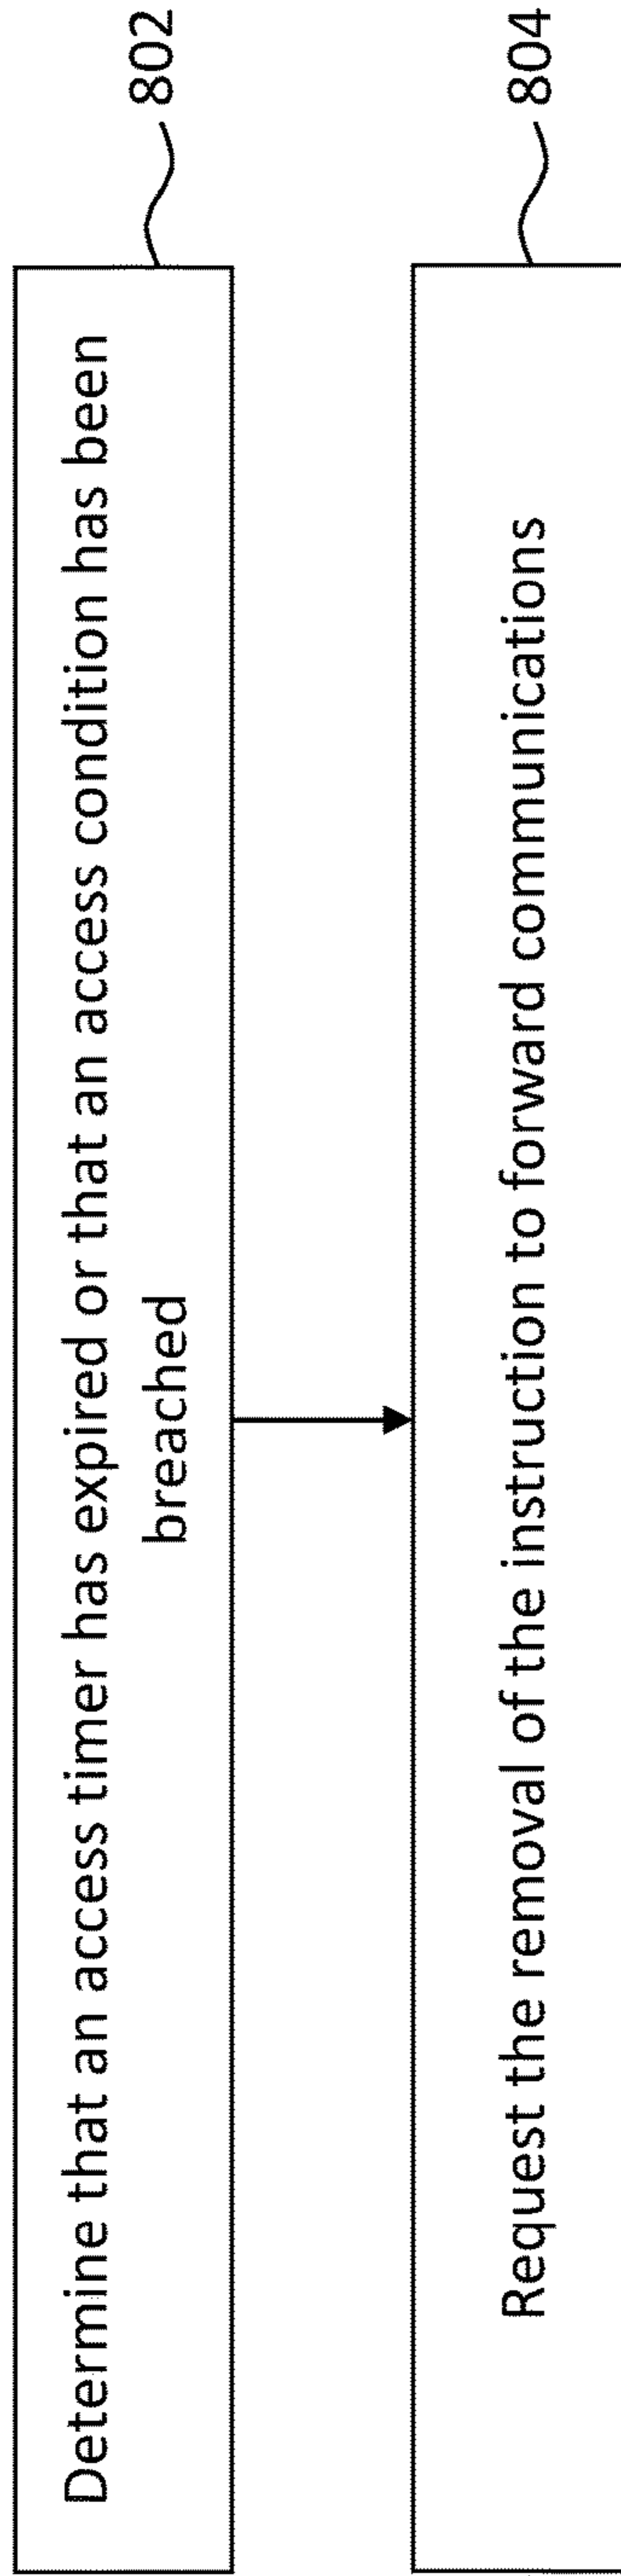 Determine that an access timer has expired or that an access condition has been
breached
802
Request the removal of the instruction to forward communications
804